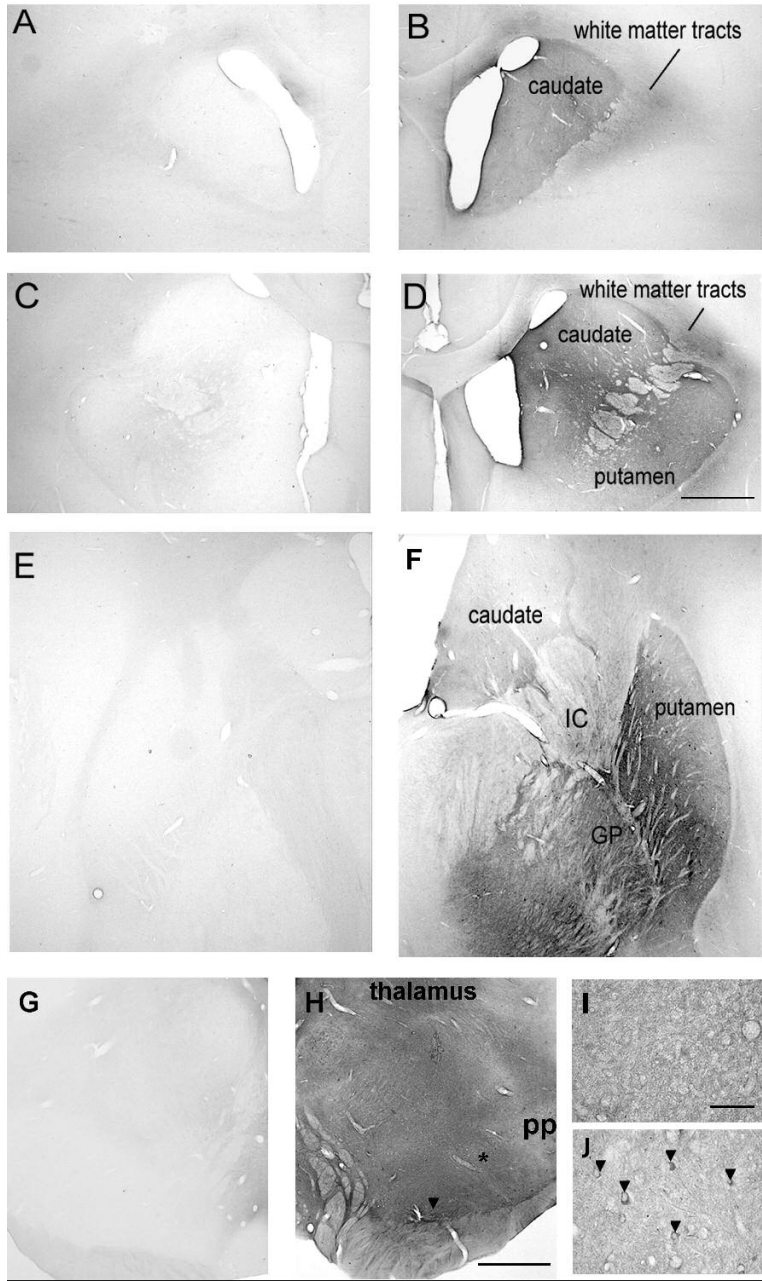 A
B
white matter tracts
caudate
C
D
white matter tracts
caudate
putamen
E
F
caudate
IC
putamen
GP
G
H
thalamus
pp
*
I
J